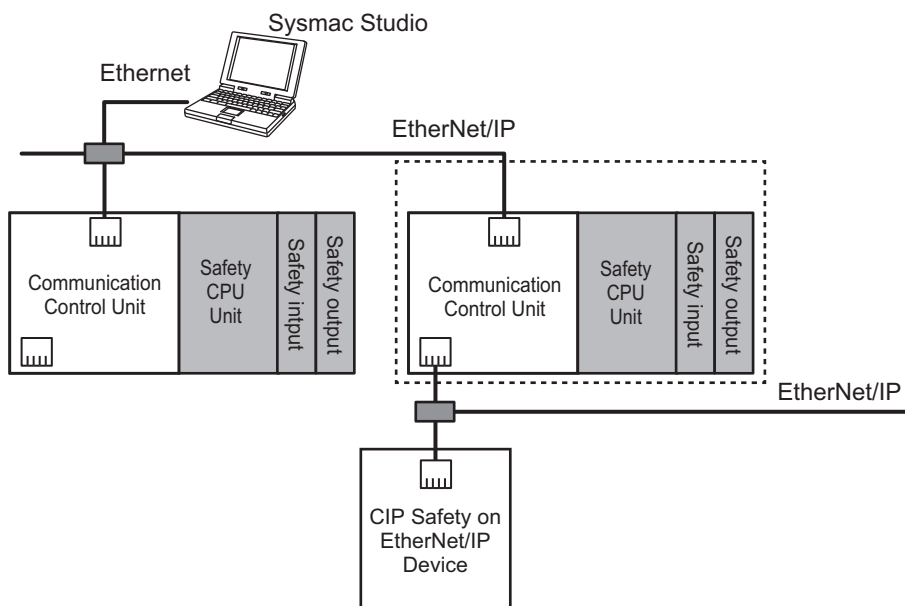 Sysmac Studio
Ethernet
EtherNet/IP
Communication
Control Unit
Safety
CPU
Unit
Safety intput
Safety output
Communication
Control Unit
Safety
CPU
Unit
Safety input
Safety output
EtherNet/IP
CIP Safety on
EtherNet/IP
Device